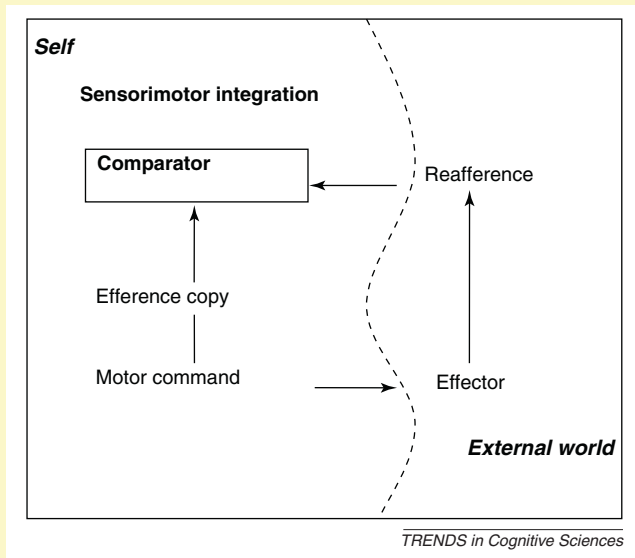 Self
Sensorimotor integration
Comparator
Reafference
Efference copy
Motor command
Effector
External world
TRENDS in Cognitive Sciences